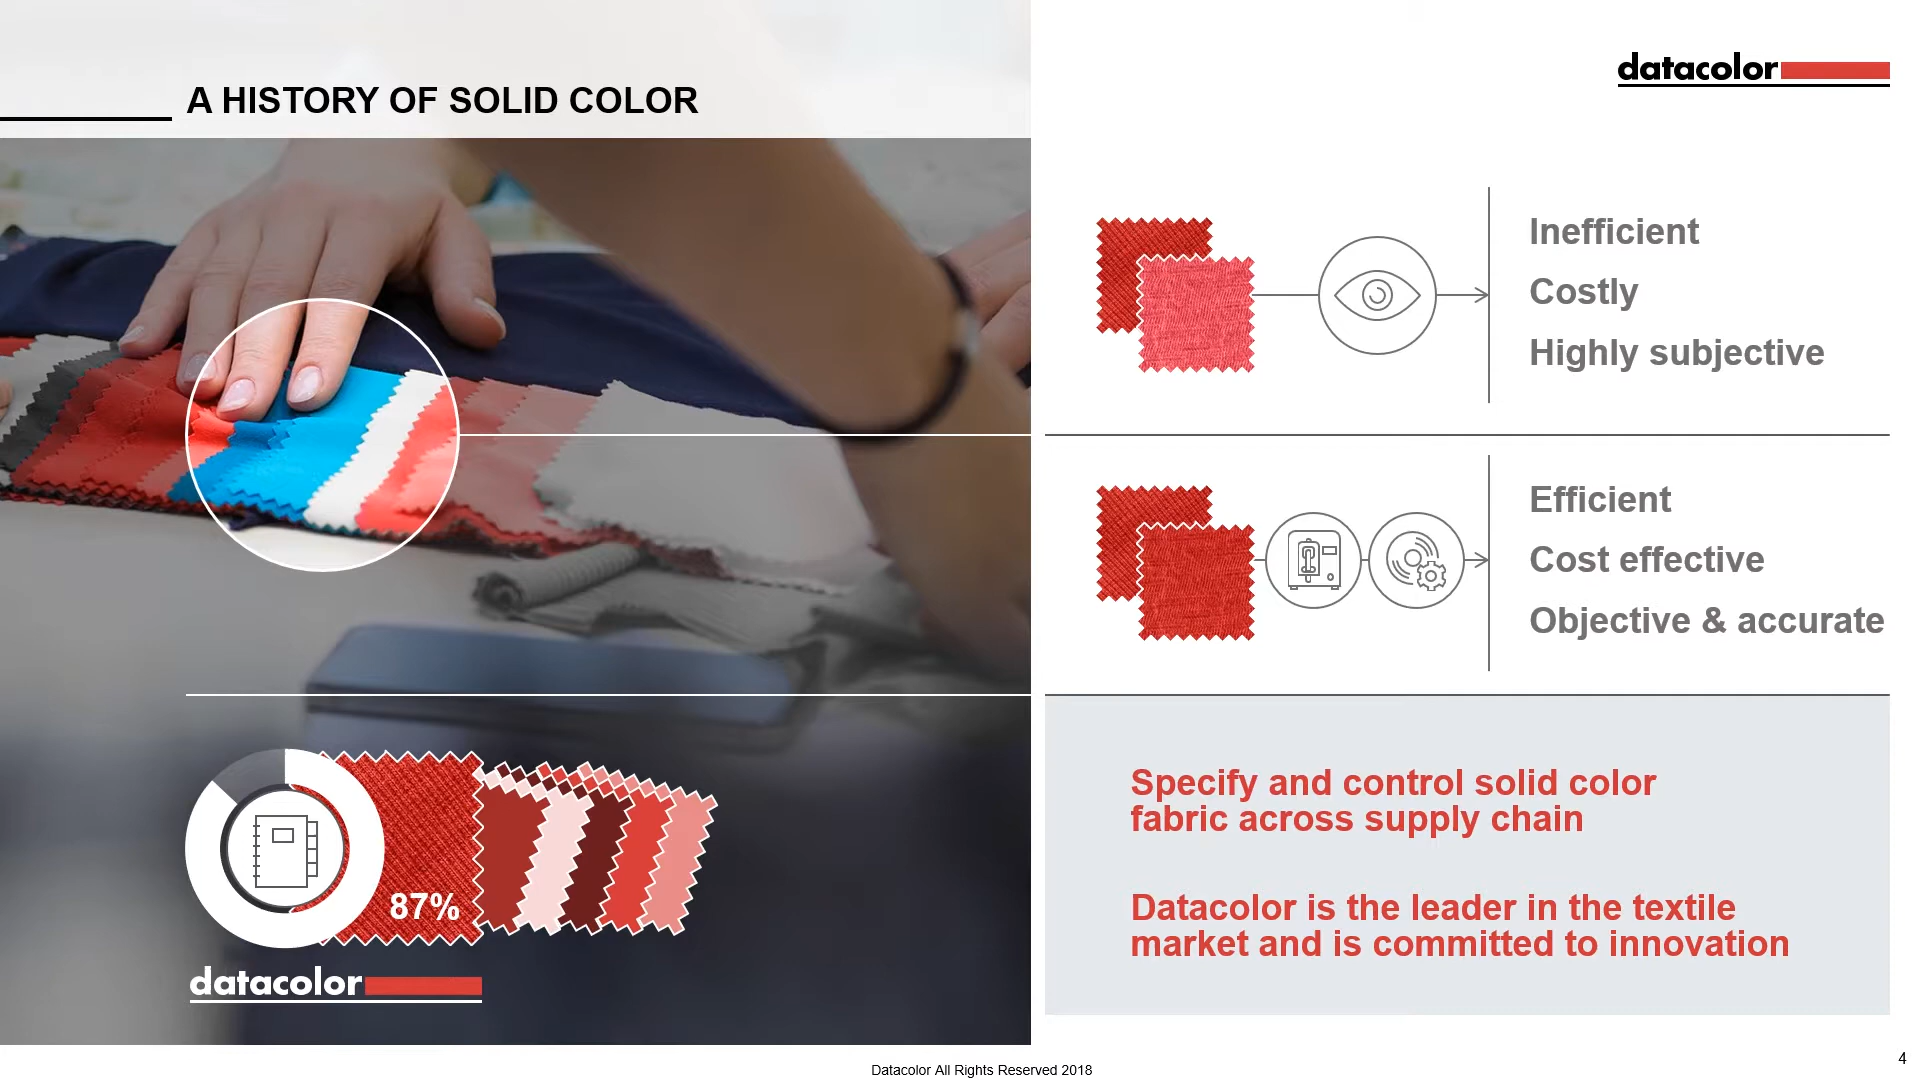 A HISTORY OF SOLID COLOR
datacolor
Inefficient
Costly
Highly subjective
Efficient
Cost effective
Objective & accurate
87%
datacolor
Specify and control solid color
fabric across supply chain
Datacolor is the leader in the textile
market and is committed to innovation
Datacolor All Rights Reserved 2018
4